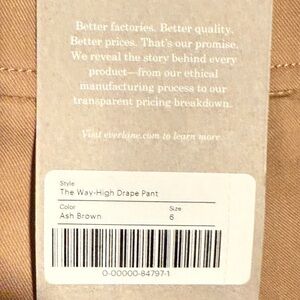 Better factories. Better quality.
Better prices. That's our promise.
We reveal the story behind every
product—from our ethical
manufacturing process to our
transparent pricing breakdown.
Visit everlane.com to learn more.
Style
The Way-High Drape Pant
Color
Size
Ash Brown
6
0-00000-84797-1